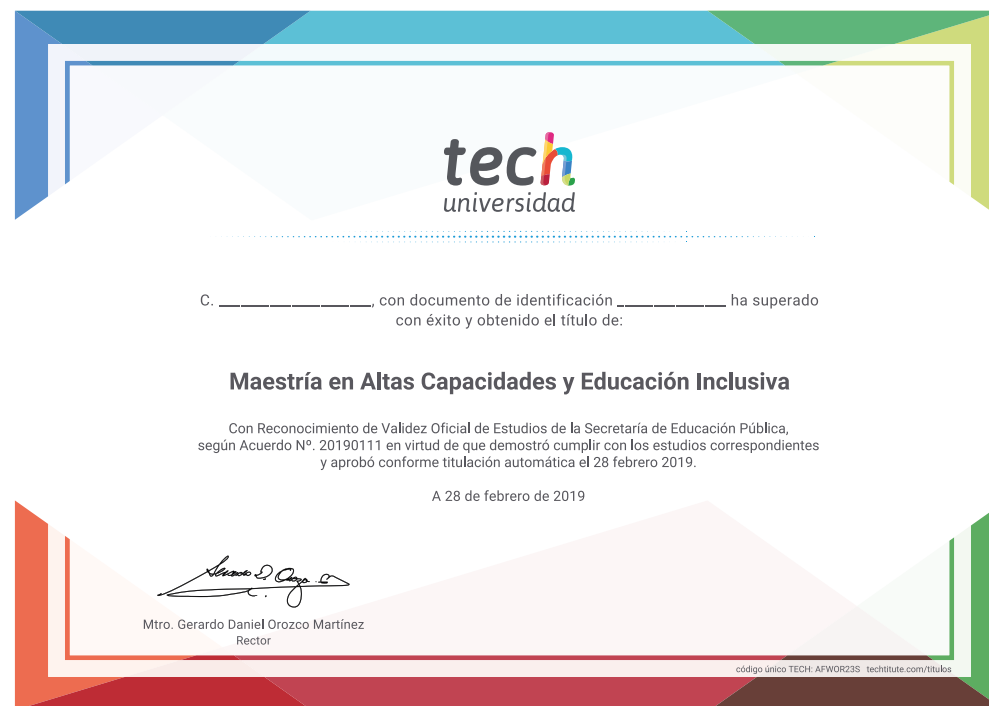 tech
universidad
C. __________________, con documento de identificación _____________ ha superado
con éxito y obtenido el título de:
Maestría en Altas Capacidades y Educación Inclusiva
Con Reconocimiento de Validez Oficial de Estudios de la Secretaría de Educación Pública,
según Acuerdo Nº. 20190111 en virtud de que demostró cumplir con los estudios correspondientes
y aprobó conforme titulación automática el 28 febrero 2019.
A 28 de febrero de 2019
Mtro. Gerardo Daniel Orozco Martínez
Rector
código único TECH: AFWOR23S techtitute.com/titulos